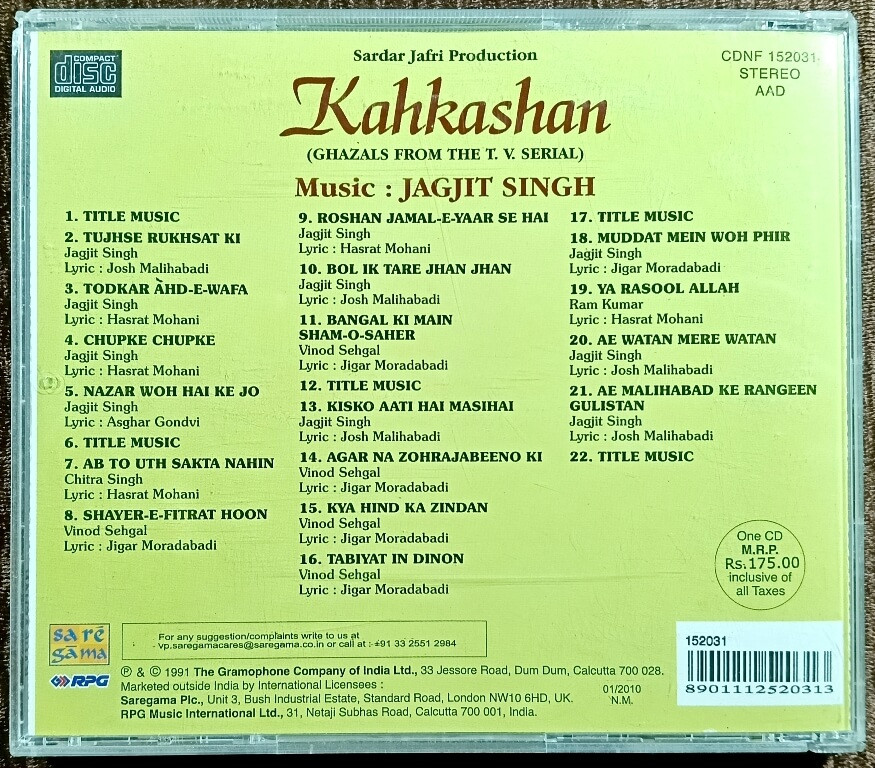 COMPACT
disc
DIGITAL AUDIO
Sardar Jafri Production
CDNF 152031
STEREO
AAD
Kahkashan
(GHAZALS FROM THE T. V. SERIAL)
Music : JAGJIT SINGH
1. TITLE MUSIC
2. TUJHSE RUKHSAT KI
Jagjit Singh
Lyric : Josh Malihabadi
3. TODKAR ÀHD-E-WAFA
Jagjit Singh
Lyric : Hasrat Mohani
4. CHUPKE CHUPKE
Jagjit Singh
Lyric : Hasrat Mohani
5. NAZAR WOH HAI KE JO
Jagjit Singh
Lyric : Asghar Gondvi
6. TITLE MUSIC
7. AB TO UTH SAKTA NAHIN
Chitra Singh
Lyric : Hasrat Mohani
8. SHAYER-E-FITRAT HOON
Vinod Sehgal
Lyric : Jigar Moradabadi
9. ROSHAN JAMAL-E-YAAR SE HAI
Jagjit Singh
Lyric : Hasrat Mohani
10. BOL IK TARE JHAN JHAN
Jagjit Singh
Lyric : Josh Malihabadi
11. BANGAL KI MAIN
SHAM-O-SAHER
Vinod Sehgal
Lyric : Jigar Moradabadi
12. TITLE MUSIC
13. KISKO AATI HAI MASIHAI
Jagjit Singh
Lyric : Josh Malihabadi
14. AGAR NA ZOHRAJABEENO KI
Vinod Sehgal
Lyric : Jigar Moradabadi
15. KYA HIND KA ZINDAN
Vinod Sehgal
Lyric : Jigar Moradabadi
16. TABIYAT IN DINON
Vinod Sehgal
Lyric : Jigar Moradabadi
17. TITLE MUSIC
18. MUDDAT MEIN WOH PHIR
Jagjit Singh
Lyric : Jigar Moradabadi
19. YA RASOOL ALLAH
Ram Kumar
Lyric : Hasrat Mohani
20. AE WATAN MERE WATAN
Jagjit Singh
Lyric : Josh Malihabadi
21. AE MALIHABAD KE RANGEEN
GULISTAN
Jagjit Singh
Lyric : Josh Malihabadi
22. TITLE MUSIC
One CD
M.R.P.
Rs.175.00
inclusive of
all Taxes
sa re
ga ma
RPG
For any suggestion/complaints write to us at
vp.saregamacares@saregama.co.in or call at : +91 33 2551 2984
℗ & © 1991 The Gramophone Company of India Ltd., 33 Jessore Road, Dum Dum, Calcutta 700 028.
Marketed outside India by International Licensees :
Saregama Plc., Unit 3, Bush Industrial Estate, Standard Road, London NW10 6HD, UK.
RPG Music International Ltd., 31, Netaji Subhas Road, Calcutta 700 001, India.
01/2010
N.M.
152031
8901112520313